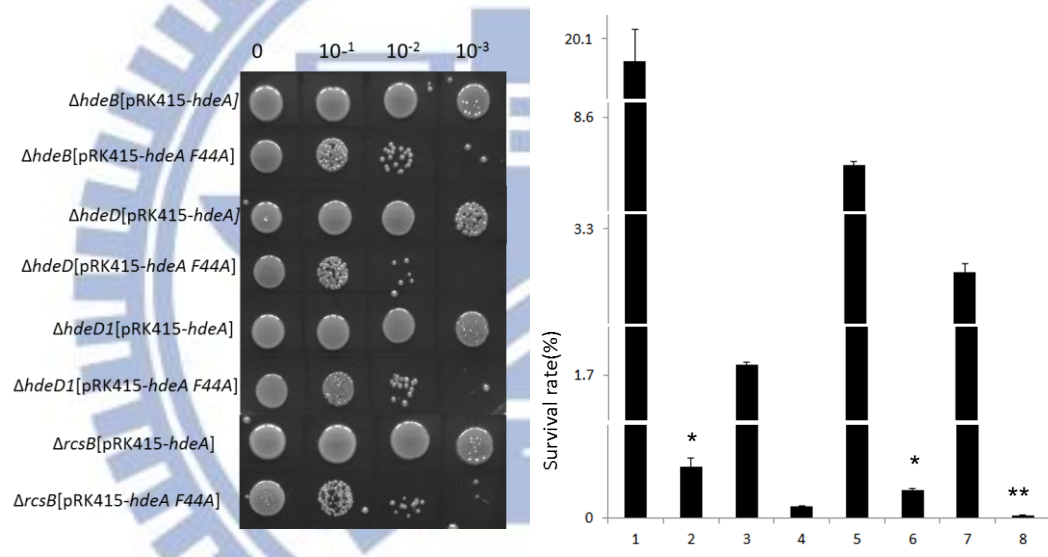 0 10-1 10-2 10-3
ΔhdeB[pRK415-hdeA]
ΔhdeB[pRK415-hdeA F44A]
ΔhdeD[pRK415-hdeA]
ΔhdeD[pRK415-hdeA F44A]
ΔhdeD1[pRK415-hdeA]
ΔhdeD1[pRK415-hdeA F44A]
ΔrcsB[pRK415-hdeA]
ΔrcsB[pRK415-hdeA F44A]
Survival rate(%)
20.1
8.6
3.3
1.7
0
*
*
**
1 2 3 4 5 6 7 8